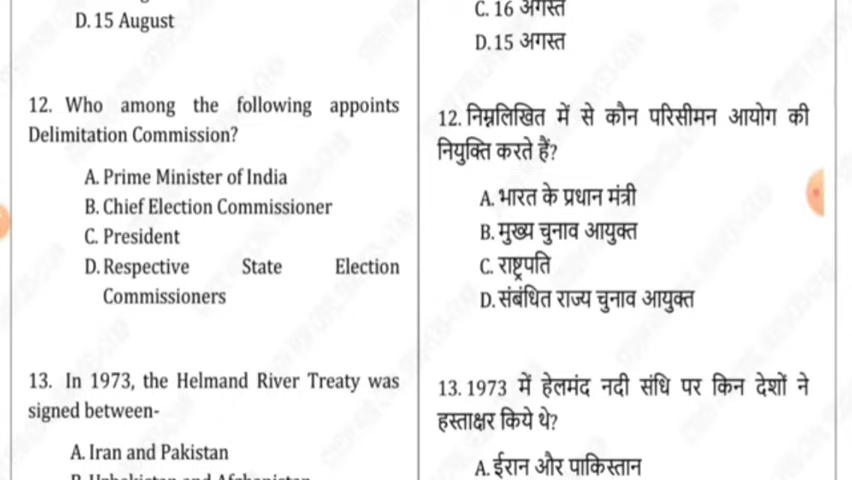 D. 15 August
12. Who among the following appoints
Delimitation Commission?
A. Prime Minister of India
B. Chief Election Commissioner
C. President
D. Respective State Election
Commissioners
13. In 1973, the Helmand River Treaty was
signed between-
A. Iran and Pakistan
C. 16 अगस्त
D. 15 अगस्त
12. निम्नलिखित में से कौन परिसीमन आयोग की
नियुक्ति करते हैं?
A. भारत के प्रधान मंत्री
B. मुख्य चुनाव आयुक्त
C. राष्ट्रपति
D. संबंधित राज्य चुनाव आयुक्त
13. 1973 में हेलमंद नदी संधि पर किन देशों ने
हस्ताक्षर किये थे?
A. ईरान और पाकिस्तान